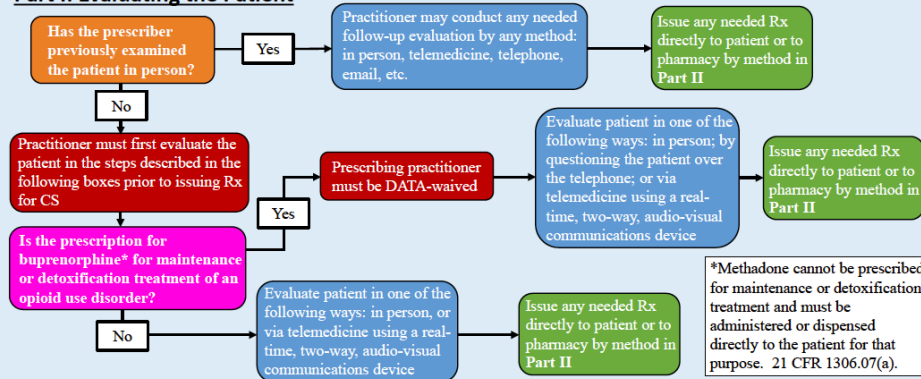 Part I. Evaluating the Patient
Has the prescriber
previously examined
the patient in person?
Yes
Practitioner may conduct any needed
follow-up evaluation by any method:
in person, telemedicine, telephone,
email, etc.
Issue any needed Rx
directly to patient or to
pharmacy by method in
Part II
No
Practitioner must first evaluate the
patient in the steps described in the
following boxes prior to issuing Rx
for CS
Is the prescription for
buprenorphine* for maintenance
or detoxification treatment of an
opioid use disorder?
Yes
Prescribing practitioner
must be DATA-waived
Evaluate patient in one of the
following ways: in person; by
questioning the patient over
the telephone; or via
telemedicine using a real-
time, two-way, audio-visual
communications device
Issue any needed Rx
directly to patient or to
pharmacy by method in
Part II
No
Evaluate patient in one of the
following ways: in person, or
via telemedicine using a real-
time, two-way, audio-visual
communications device
Issue any needed Rx
directly to patient or to
pharmacy by method in
Part II
*Methadone cannot be prescribed
for maintenance or detoxification
treatment and must be
administered or dispensed
directly to the patient for that
purpose. 21 CFR 1306.07(a).